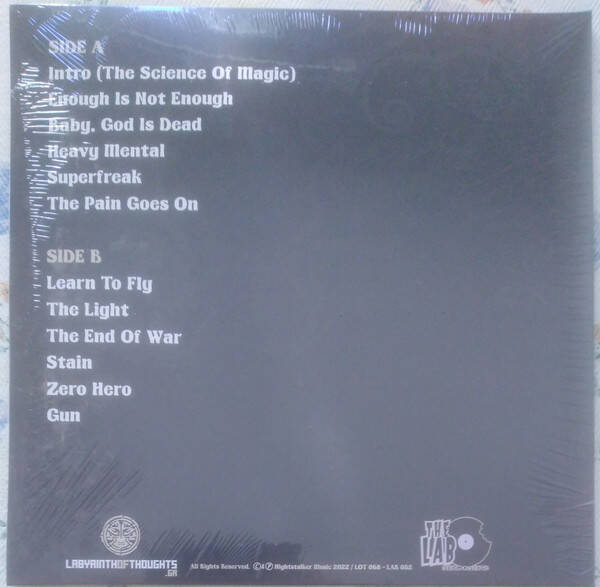 SIDE A
Intro (The Science Of Magic)
Enough Is Not Enough
Baby, God Is Dead
Heavy Mental
Superfreak
The Pain Goes On
SIDE B
Learn To Fly
The Light
The End Of War
Stain
Zero Hero
Gun
LABYRINTHOFTHOUGHTS
.GR
All Rights Reserved. ©℗ Nightstalker Music 2022 / LOT 068 - LAB 002
THE
LAB
RECORDS